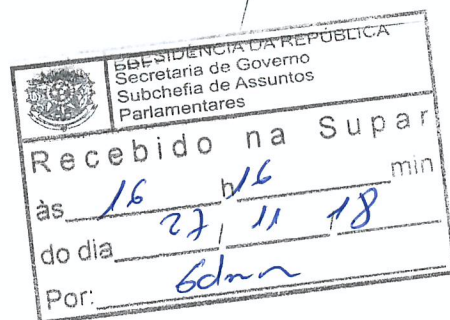 PRESIDÊNCIA DA REPÚBLICA
Secretaria de Governo
Subchefia de Assuntos
Parlamentares
Recebido na Supar
às 16 h 16 min
do dia 27 / 11 / 18
Por: